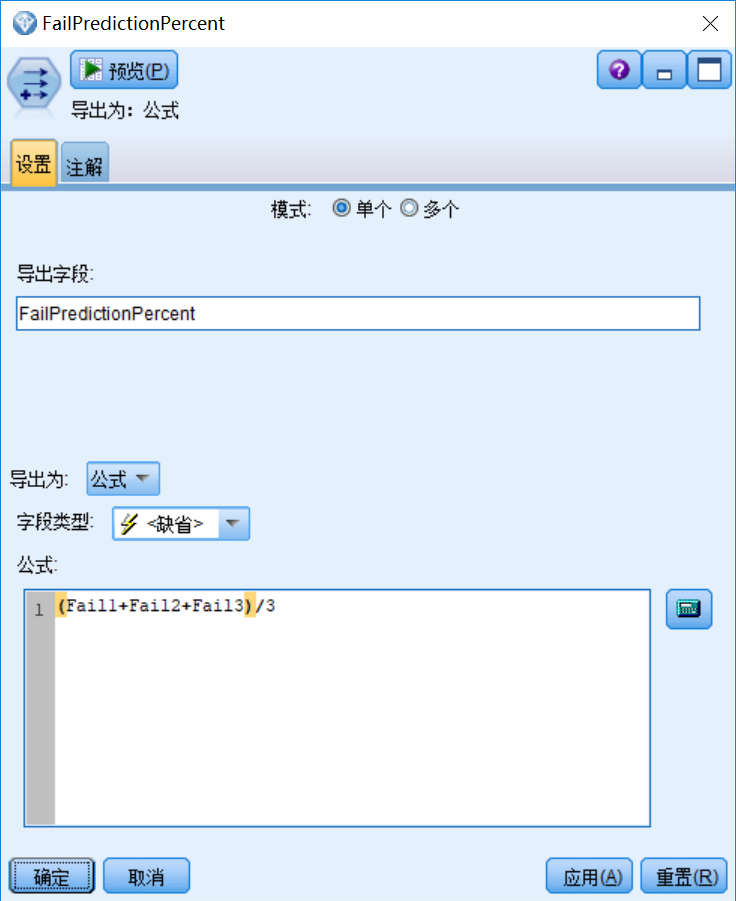 FailPredictionPercent
预览(P)
导出为：公式
设置 注解
模式: 单个 多个
导出字段:
FailPredictionPercent
导出为: 公式
字段类型: <缺省>
公式:
1 (Fail1+Fail2+Fail3)/3
确定 取消 应用(A) 重置(R)